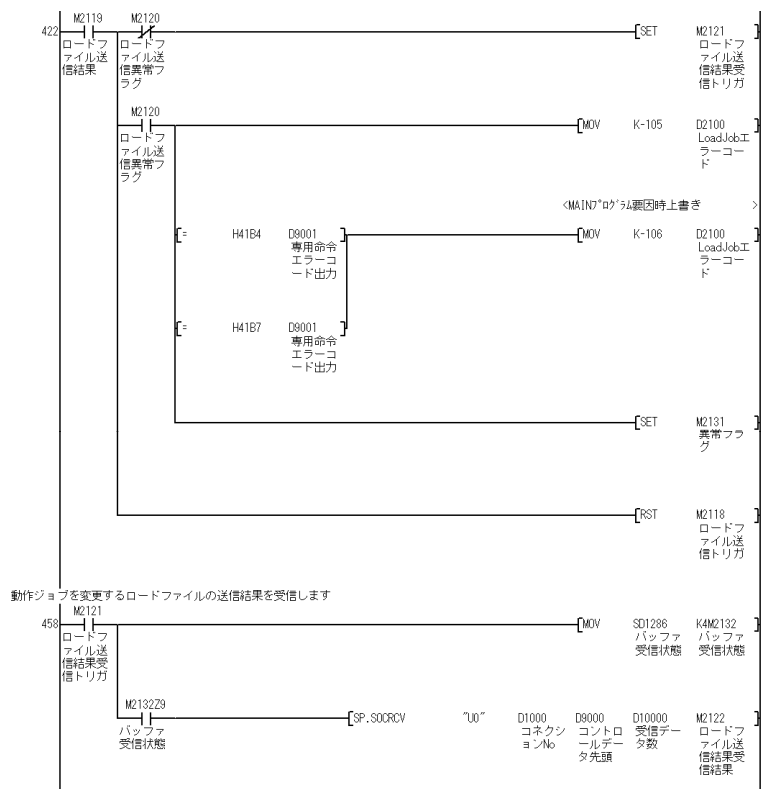 M2119 M2120
422 [SET M2121 ]
ロードフ ロードフ ロードフ
ァイル送 ァイル送 ァイル送
信結果 信異常フ 信結果受
ラグ 信トリガ
M2120
[MOV K-105 D2100 ]
ロードフ LoadJobエ
ァイル送 ラーコー
信異常フ ド
ラグ
<MAINプログラム要因時上書き >
[= H41B4 D9001 ] [MOV K-106 D2100 ]
専用命令 LoadJobエ
エラーコ ラーコー
ード出力 ド
[= H41B7 D9001 ]
専用命令
エラーコ
ード出力
[SET M2131 ]
異常フラ
グ
[RST M2118 ]
ロードフ
ァイル送
信トリガ
動作ジョブを変更するロードファイルの送信結果を受信します
M2121
458 [MOV SD1286 K4M2132 ]
ロードフ バッファ バッファ
ァイル送 受信状態 受信状態
信結果受
信トリガ
M2132Z9
[SP.SOCRCV "U0" D1000 D9000 D10000 M2122 ]
バッファ コネクシ コントロ 受信デー ロードフ
受信状態 ョンNo ールデー タ数 ァイル送
タ先頭 信結果受
信結果